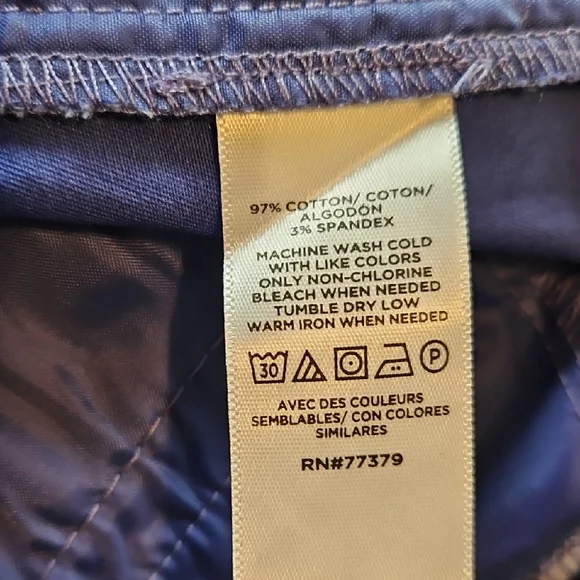 97% COTTON/ COTON/
ALGODÓN
3% SPANDEX
MACHINE WASH COLD
WITH LIKE COLORS
ONLY NON-CHLORINE
BLEACH WHEN NEEDED
TUMBLE DRY LOW
WARM IRON WHEN NEEDED
30 P
AVEC DES COULEURS
SEMBLABLES/ CON COLORES
SIMILARES
RN#77379